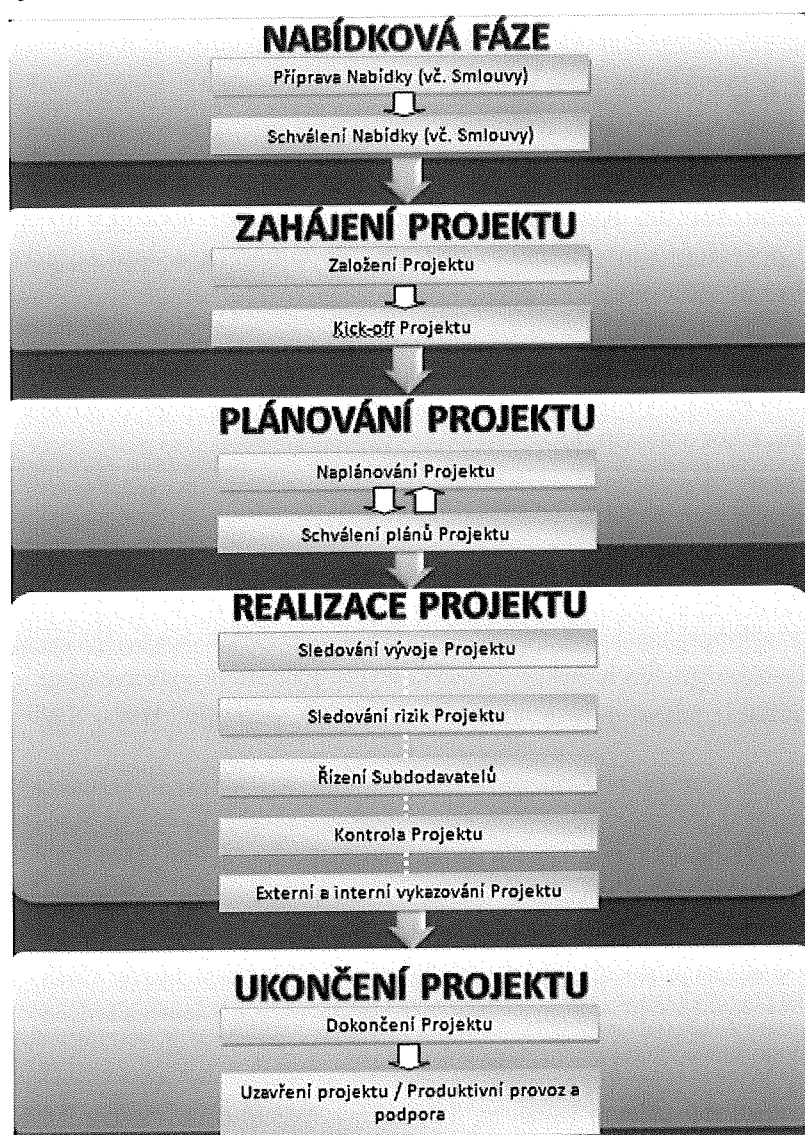 NABÍDKOVÁ FÁZE
Příprava Nabídky (vč. Smlouvy)
Schválení Nabídky (vč. Smlouvy)
ZAHÁJENÍ PROJEKTU
Založení Projektu
Kick-off Projektu
PLÁNOVÁNÍ PROJEKTU
Naplánování Projektu
Schválení plánů Projektu
REALIZACE PROJEKTU
Sledování vývoje Projektu
Sledování rizik Projektu
Řízení Subdodavatelů
Kontrola Projektu
Externí a interní vykazování Projektu
UKONČENÍ PROJEKTU
Dokončení Projektu
Uzavření projektu / Produktivní provoz a
podpora